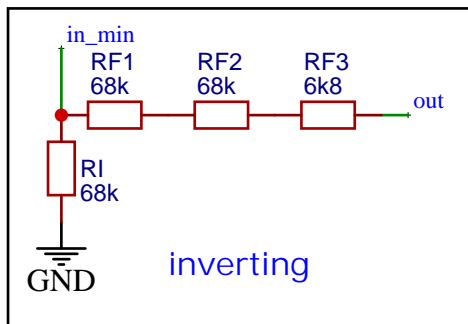 in_min
RF1 RF2 RF3
68k 68k 6k8
out
RI
68k
GND
inverting